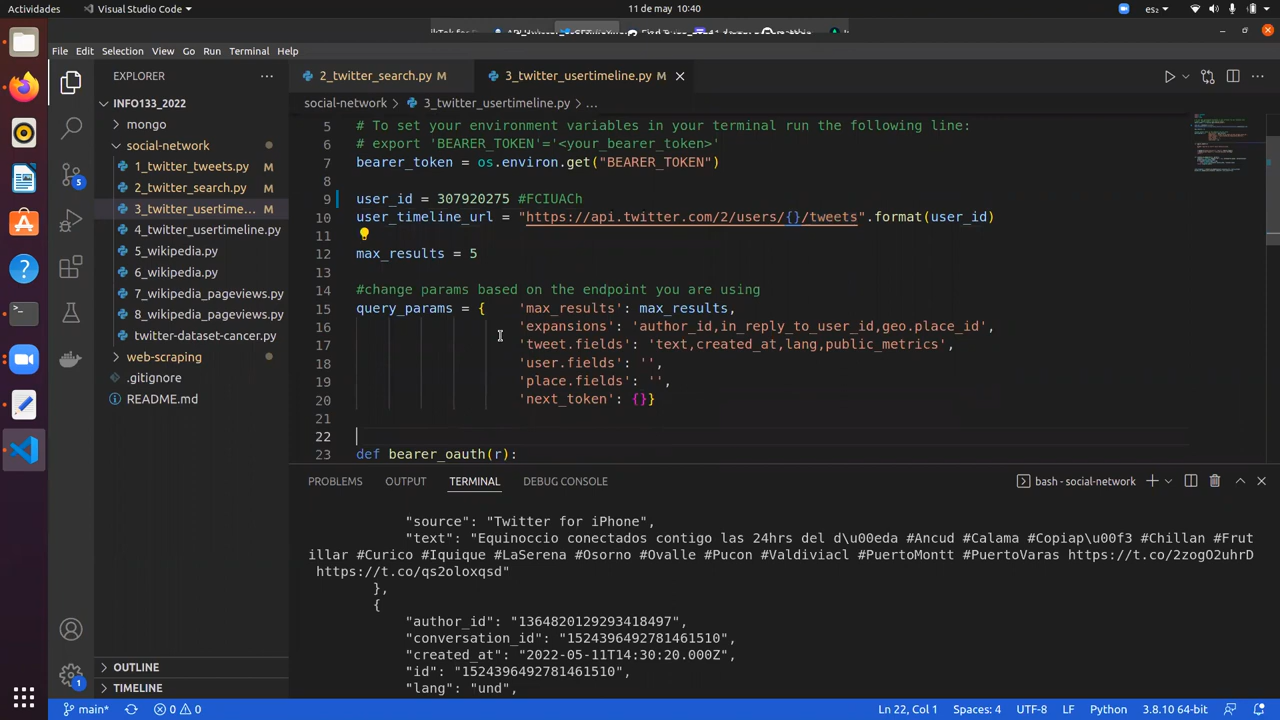 Actividades
Visual Studio Code
11 de may 10:40
es₂
File Edit Selection View Go Run Terminal Help
EXPLORER
2_twitter_search.py M
3_twitter_usertimeline.py M
INFO133_2022
mongo
social-network
1_twitter_tweets.py M
2_twitter_search.py M
3_twitter_usertime... M
4_twitter_usertimeline.py
5_wikipedia.py
6_wikipedia.py
7_wikipedia_pageviews.py
8_wikipedia_pageviews.py
twitter-dataset-cancer.py
web-scraping
.gitignore
README.md
OUTLINE
TIMELINE
social-network > 3_twitter_usertimeline.py > ...
5 # To set your environment variables in your terminal run the following line:
6 # export 'BEARER_TOKEN'='<your_bearer_token>'
7 bearer_token = os.environ.get("BEARER_TOKEN")
8
9 user_id = 307920275 #FCIUACh
10 user_timeline_url = "https://api.twitter.com/2/users/{}/tweets".format(user_id)
11
12 max_results = 5
13
14 #change params based on the endpoint you are using
15 query_params = { 'max_results': max_results,
16 'expansions': 'author_id,in_reply_to_user_id,geo.place_id',
17 'tweet.fields': 'text,created_at,lang,public_metrics',
18 'user.fields': '',
19 'place.fields': '',
20 'next_token': {}}
21
22
23 def bearer_oauth(r):
PROBLEMS OUTPUT TERMINAL DEBUG CONSOLE
bash - social-network
"source": "Twitter for iPhone",
"text": "Equinoccio conectados contigo las 24hrs del d\u00eda #Ancud #Calama #Copiap\u00f3 #Chillan #Frut
illar #Curico #Iquique #LaSerena #Osorno #Ovalle #Pucon #Valdiviacl #PuertoMontt #PuertoVaras https://t.co/2zogO2uhrD
https://t.co/qs2oloxqsd"
},
{
"author_id": "1364820129293418497",
"conversation_id": "1524396492781461510",
"created_at": "2022-05-11T14:30:20.000Z",
"id": "1524396492781461510",
"lang": "und",
5
1
main* 0 0
Ln 22, Col 1 Spaces: 4 UTF-8 LF Python 3.8.10 64-bit